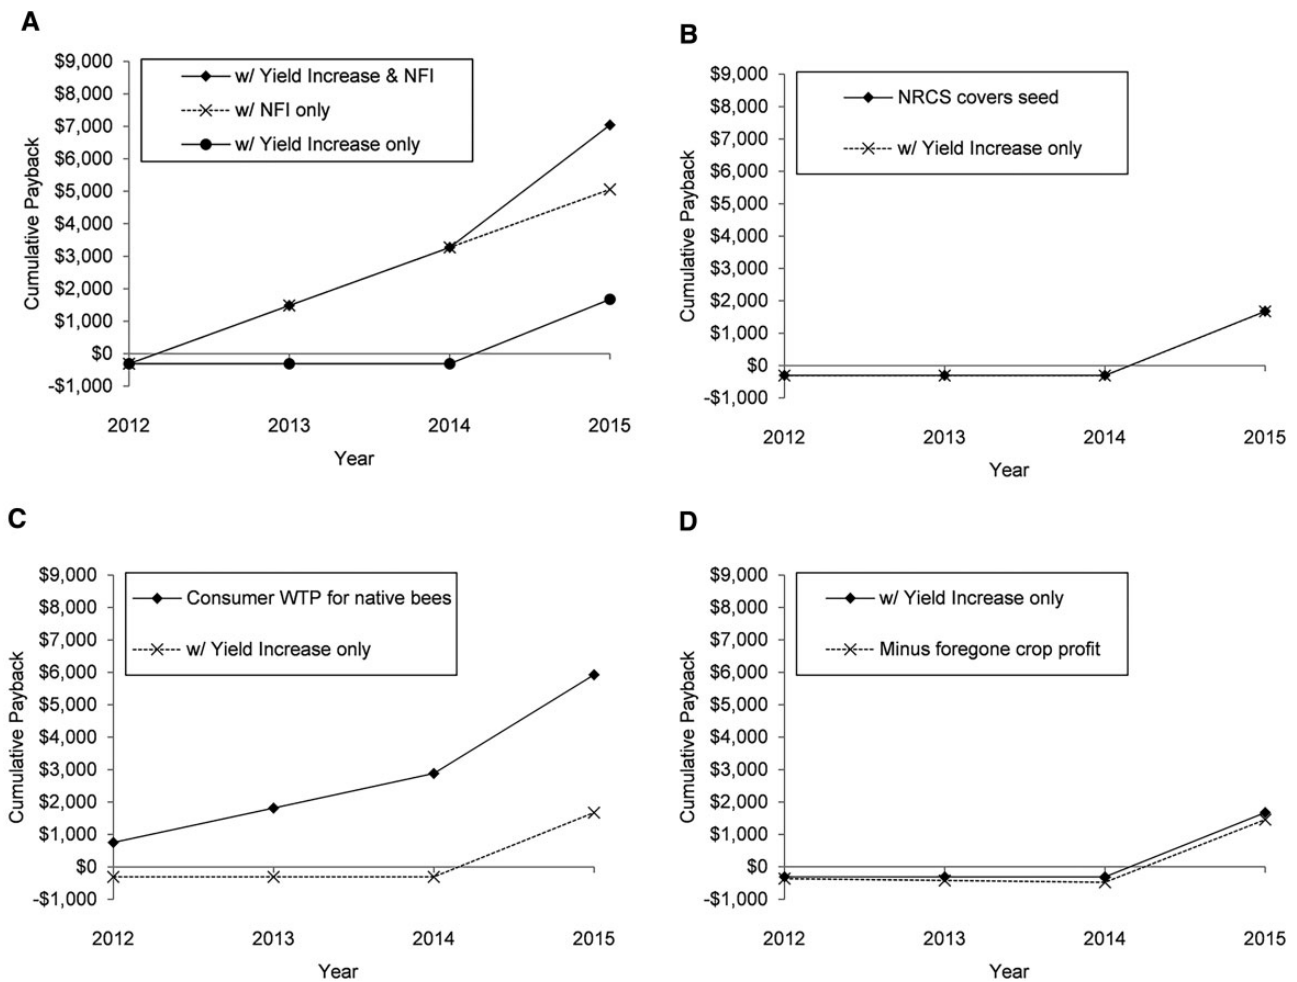 A
$9,000
$8,000
$7,000
$6,000
$5,000
$4,000
$3,000
$2,000
$1,000
$0
-$1,000
Cumulative Payback
w/ Yield Increase & NFI
w/ NFI only
w/ Yield Increase only
2012 2013 2014 2015
Year
B
$9,000
$8,000
$7,000
$6,000
$5,000
$4,000
$3,000
$2,000
$1,000
$0
-$1,000
Cumulative Payback
NRCS covers seed
w/ Yield Increase only
2012 2013 2014 2015
Year
C
$9,000
$8,000
$7,000
$6,000
$5,000
$4,000
$3,000
$2,000
$1,000
$0
-$1,000
Cumulative Payback
Consumer WTP for native bees
w/ Yield Increase only
2012 2013 2014 2015
Year
D
$9,000
$8,000
$7,000
$6,000
$5,000
$4,000
$3,000
$2,000
$1,000
$0
-$1,000
Cumulative Payback
w/ Yield Increase only
Minus foregone crop profit
2012 2013 2014 2015
Year